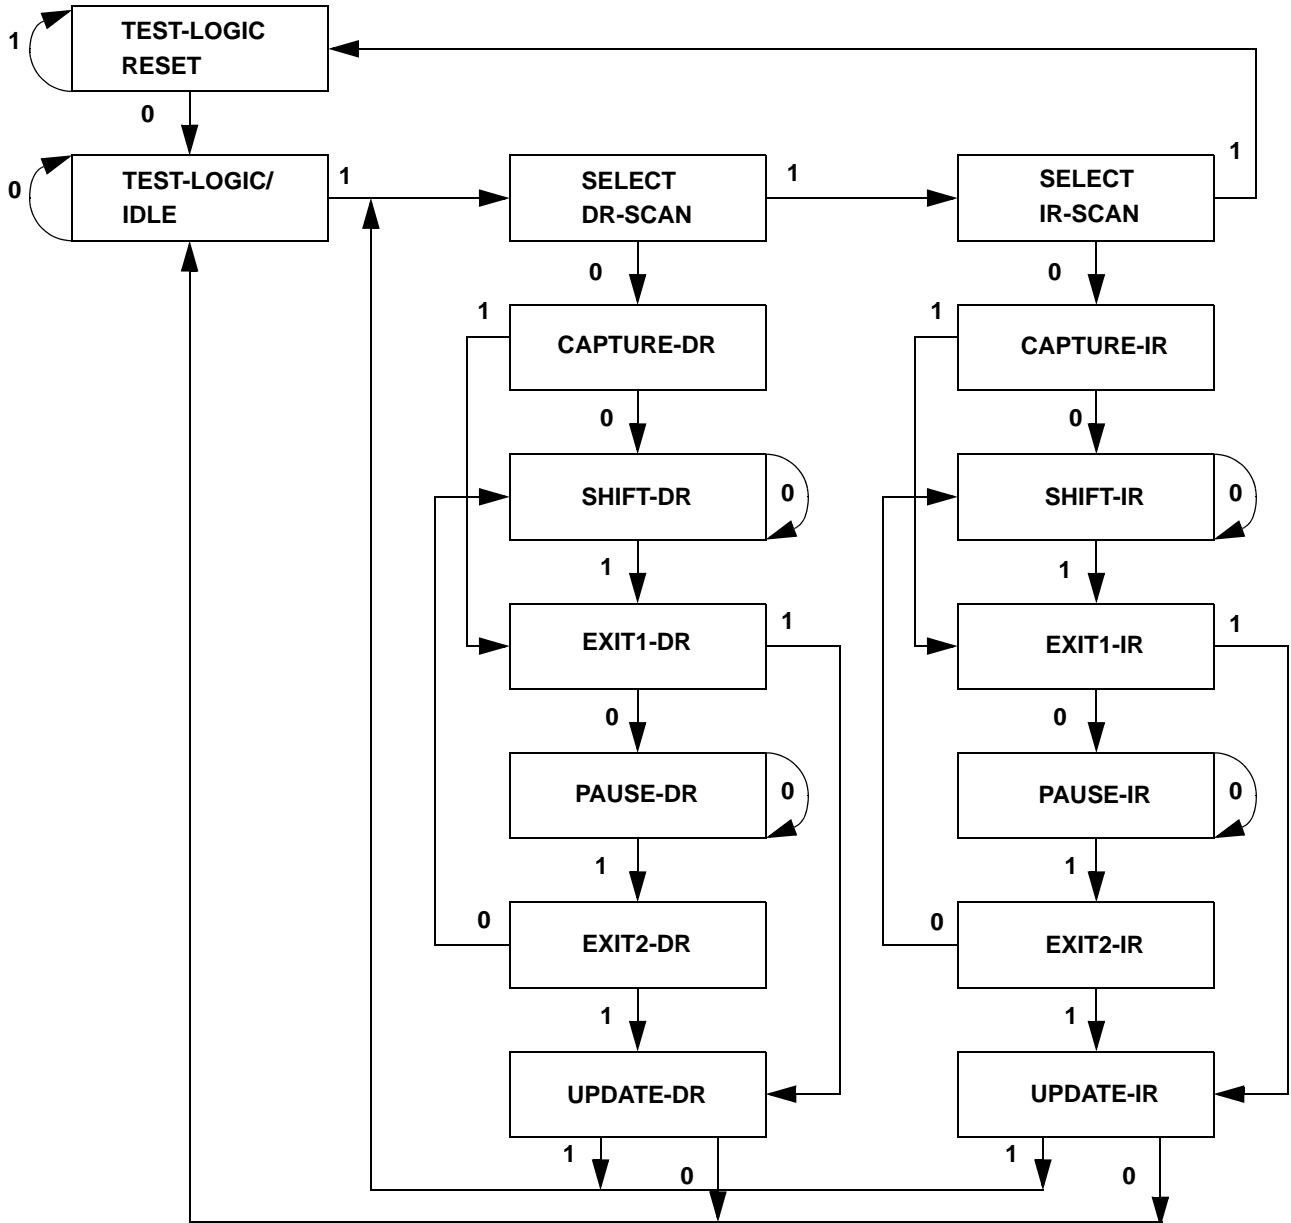 1
TEST-LOGIC
RESET
0
0
TEST-LOGIC/
IDLE
1
SELECT
DR-SCAN
1
SELECT
IR-SCAN
1
0
0
1
CAPTURE-DR
1
CAPTURE-IR
0
0
SHIFT-DR
0
SHIFT-IR
0
1
1
EXIT1-DR
1
EXIT1-IR
1
0
0
PAUSE-DR
0
PAUSE-IR
0
1
1
0
EXIT2-DR
0
EXIT2-IR
1
1
UPDATE-DR
UPDATE-IR
1
0
1
0